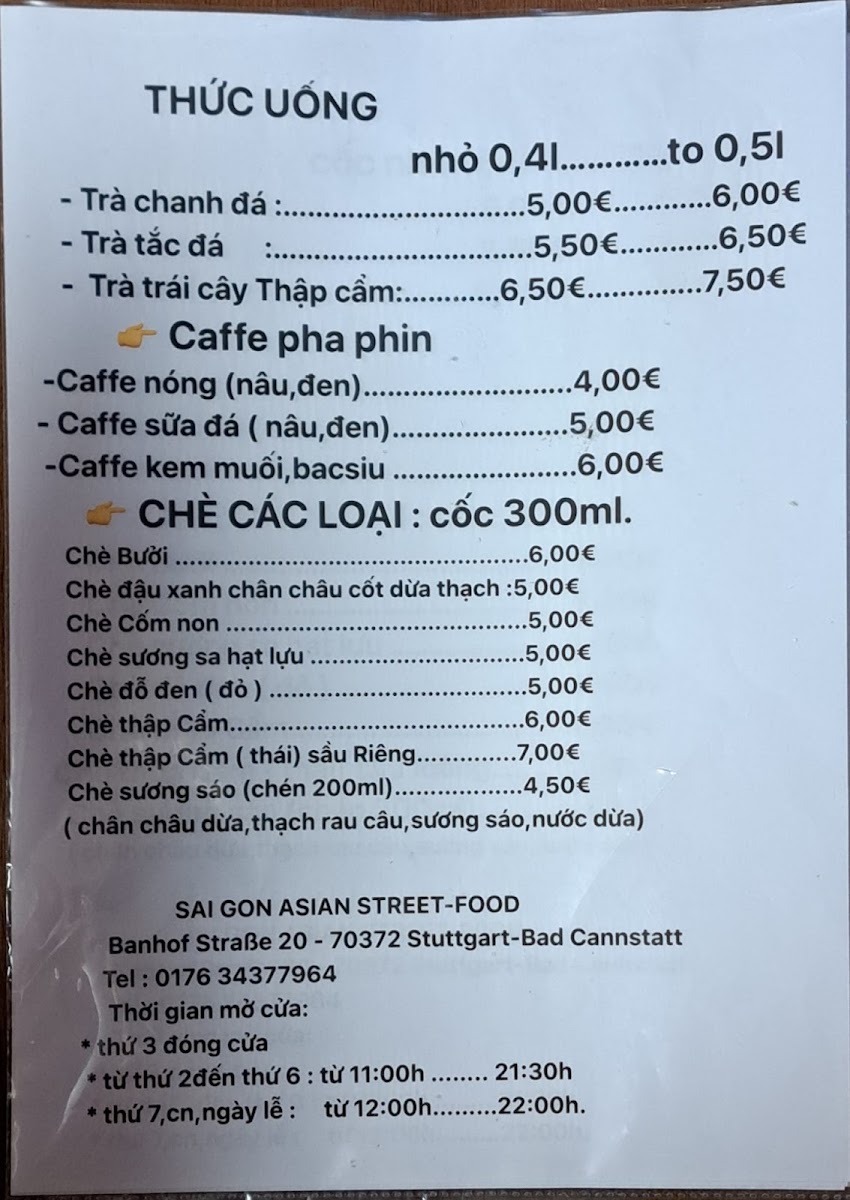 THỨC UỐNG
nhỏ 0,4l............to 0,5l
- Trà chanh đá :..............................5,00€............6,00€
- Trà tắc đá :................................5,50€............6,50€
- Trà trái cây Thập cẩm:............6,50€..............7,50€
👉 Caffe pha phin
-Caffe nóng (nâu,đen)..........................4,00€
- Caffe sữa đá ( nâu,đen)......................5,00€
-Caffe kem muối,bacsiu .......................6,00€
👉 CHÈ CÁC LOẠI : cốc 300ml.
Chè Bưởi ....................................................6,00€
Chè đậu xanh chân châu cốt dừa thạch :5,00€
Chè Cốm non ............................................5,00€
Chè sương sa hạt lựu ...............................5,00€
Chè đỗ đen ( đỏ ) .....................................5,00€
Chè thập Cẩm...........................................6,00€
Chè thập Cẩm ( thái) sầu Riêng..............7,00€
Chè sương sáo (chén 200ml)...................4,50€
( chân châu dừa,thạch rau câu,sương sáo,nước dừa)
SAI GON ASIAN STREET-FOOD
Banhof Straße 20 - 70372 Stuttgart-Bad Cannstatt
Tel : 0176 34377964
Thời gian mở cửa:
* thứ 3 đóng cửa
* từ thứ 2đến thứ 6 : từ 11:00h ........ 21:30h
* thứ 7,cn,ngày lễ : từ 12:00h.........22:00h.